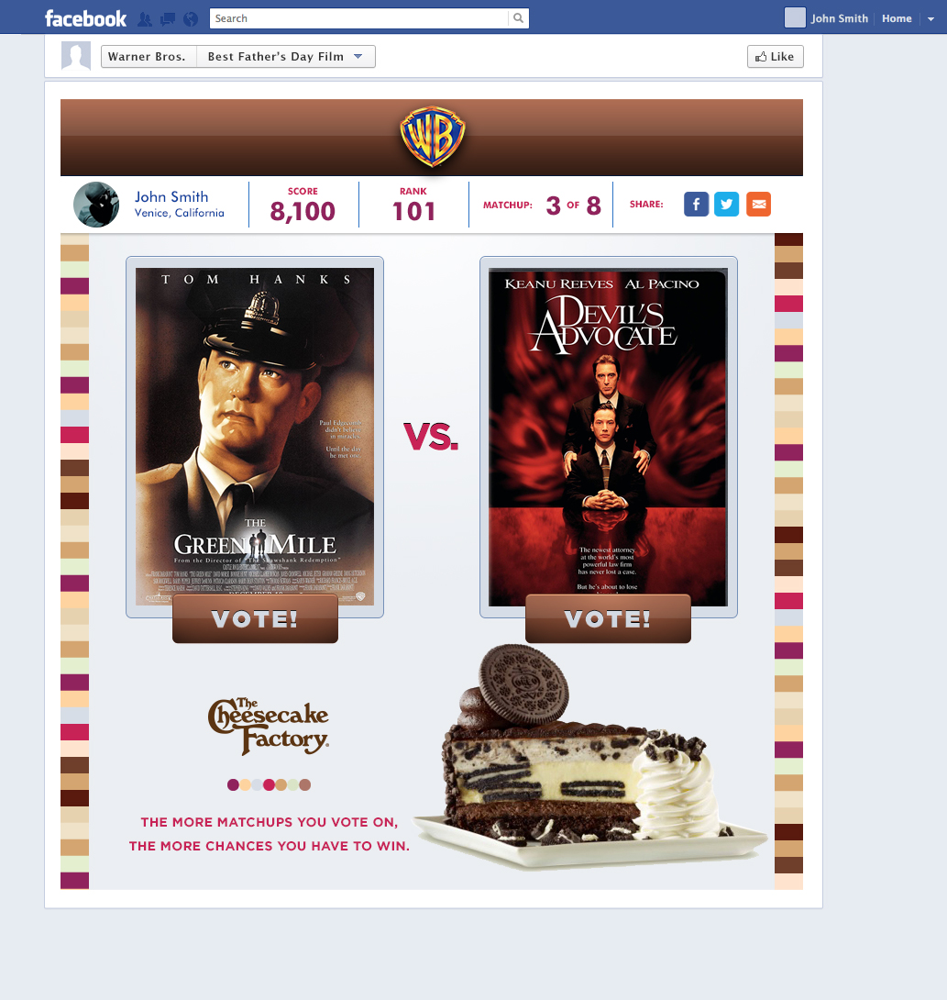 facebook
Search
John Smith
Home
Warner Bros.
Best Father's Day Film
Like
WB
John Smith
Venice, California
SCORE
8,100
RANK
101
MATCHUP: 3 OF 8
SHARE:
TOM HANKS
Paul Edgecomb
didn't believe
in miracles.
Until the day
he met one.
THE
GREEN MILE
From the Director of "The Shawshank Redemption"
VOTE!
VS.
KEANU REEVES AL PACINO
DEVIL'S
ADVOCATE
The newest attorney
at the world's most
powerful law firm
has never lost a case.
But he's about to lose
VOTE!
The
Cheesecake
Factory®
OREO
THE MORE MATCHUPS YOU VOTE ON,
THE MORE CHANCES YOU HAVE TO WIN.